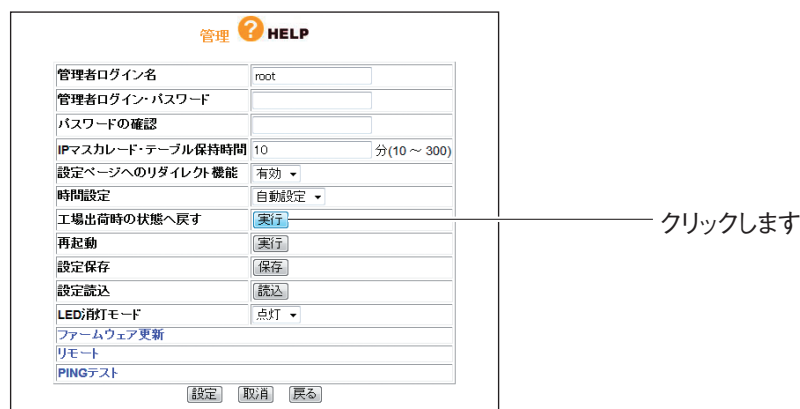 管理 ? HELP
管理者ログイン名 root
管理者ログイン・パスワード
パスワードの確認
IPマスカレード・テーブル保持時間 10 分(10 ～ 300)
設定ページへのリダイレクト機能 有効
時間設定 自動設定
工場出荷時の状態へ戻す 実行 クリックします
再起動 実行
設定保存 保存
設定読込 読込
LED消灯モード 点灯
ファームウェア更新
リモート
PINGテスト
設定 取消 戻る